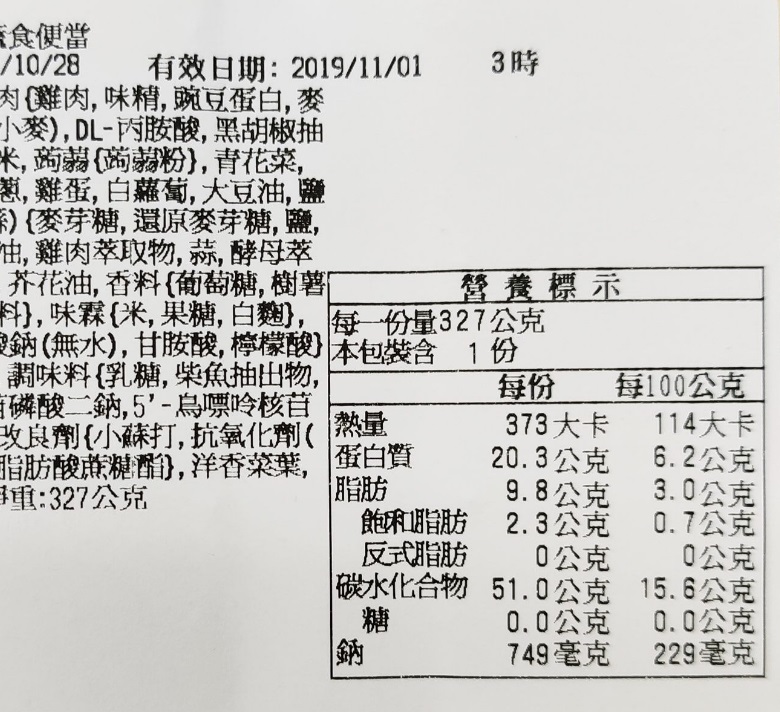 食便當
/10/28 有效日期: 2019/11/01 3時
肉{雞肉,味精,豌豆蛋白,麥
小麥),DL-丙胺酸,黑胡椒抽
米,蒟蒻{蒟蒻粉},青花菜,
蔥,雞蛋,白蘿蔔,大豆油,鹽
){麥芽糖,還原麥芽糖,鹽,
油,雞肉萃取物,蒜,酵母萃
芥花油,香料{葡萄糖,樹薯
料},味霖{米,果糖,白麴},
酸鈉(無水),甘胺酸,檸檬酸}
調味料{乳糖,柴魚抽出物,
磷酸二鈉,5'-鳥嘌呤核苷
改良劑{小蘇打,抗氧化劑(
脂肪酸蔗糖酯},洋香菜葉,
淨重:327公克
營養標示
每一份量327公克
本包裝含 1份
每份 每100公克
熱量 373大卡 114大卡
蛋白質 20.3公克 6.2公克
脂肪 9.8公克 3.0公克
飽和脂肪 2.3公克 0.7公克
反式脂肪 0公克 0公克
碳水化合物 51.0公克 15.6公克
糖 0.0公克 0.0公克
鈉 749毫克 229毫克